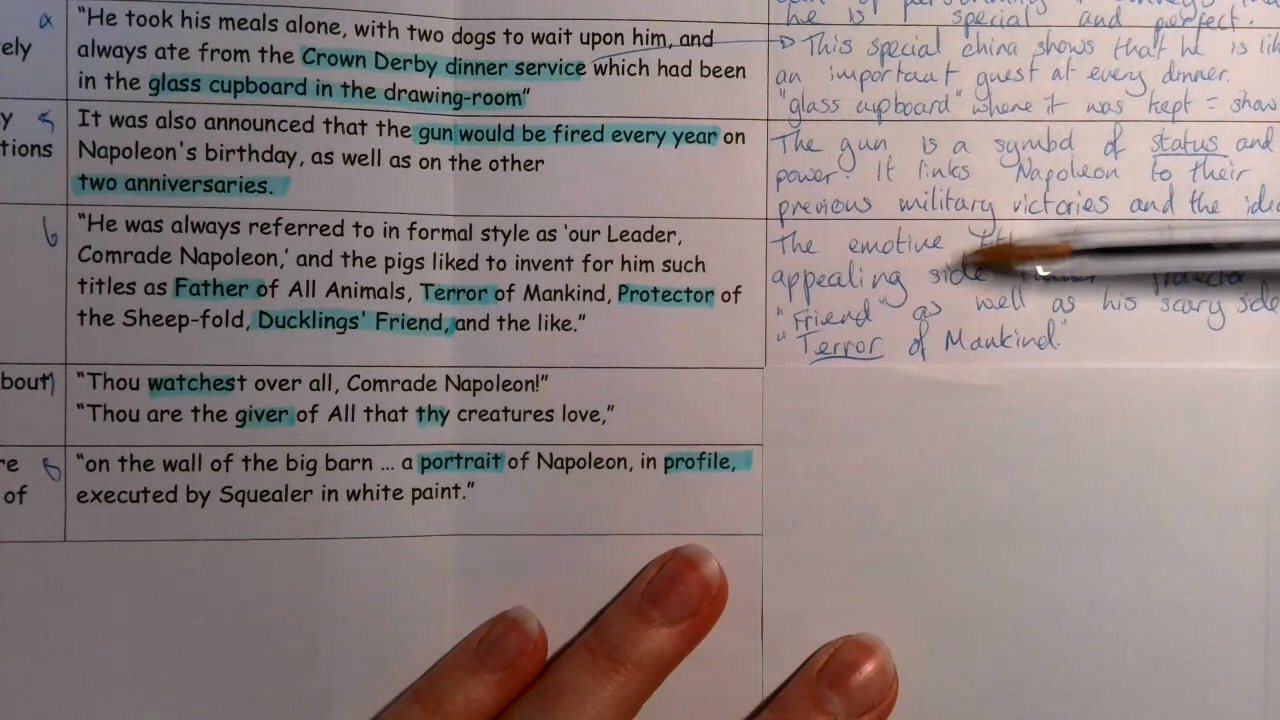 ely
"He took his meals alone, with two dogs to wait upon him, and
always ate from the Crown Derby dinner service which had been
in the glass cupboard in the drawing-room"
he is special and perfect.
This special china shows that he is
an important guest at every dinner.
"glass cupboard" where it was kept = show
y 5
tions
It was also announced that the gun would be fired every year on
Napoleon's birthday, as well as on the other
two anniversaries.
The gun is a symbol of status and
power. It links Napoleon to their
previous military victories and the
6
"He was always referred to in formal style as 'our Leader,
Comrade Napoleon,' and the pigs liked to invent for him such
titles as Father of All Animals, Terror of Mankind, Protector of
the Sheep-fold, Ducklings' Friend, and the like."
The emotive
appealing side
"Friend" as well as his scary side
"Terror of Mankind."
bout
"Thou watchest over all, Comrade Napoleon!"
"Thou are the giver of All that thy creatures love,"
re
of
"on the wall of the big barn ... a portrait of Napoleon, in profile,
executed by Squealer in white paint."